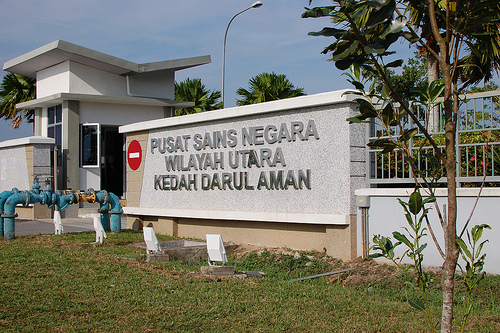 PUSAT SAINS NEGARA
WILAYAH UTARA
KEDAH DARUL AMAN